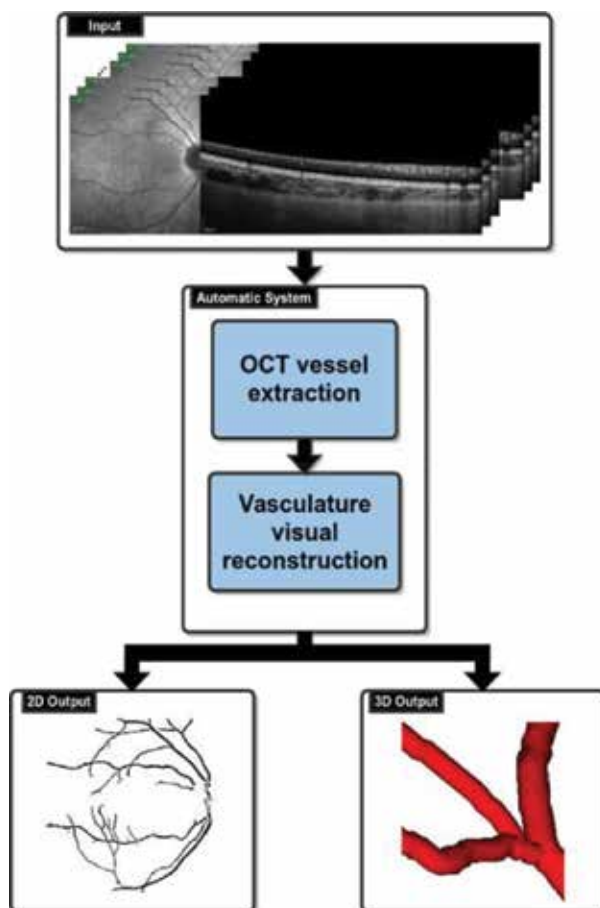 Input
Automatic System
OCT vessel
extraction
Vasculature
visual
reconstruction
2D Output
3D Output